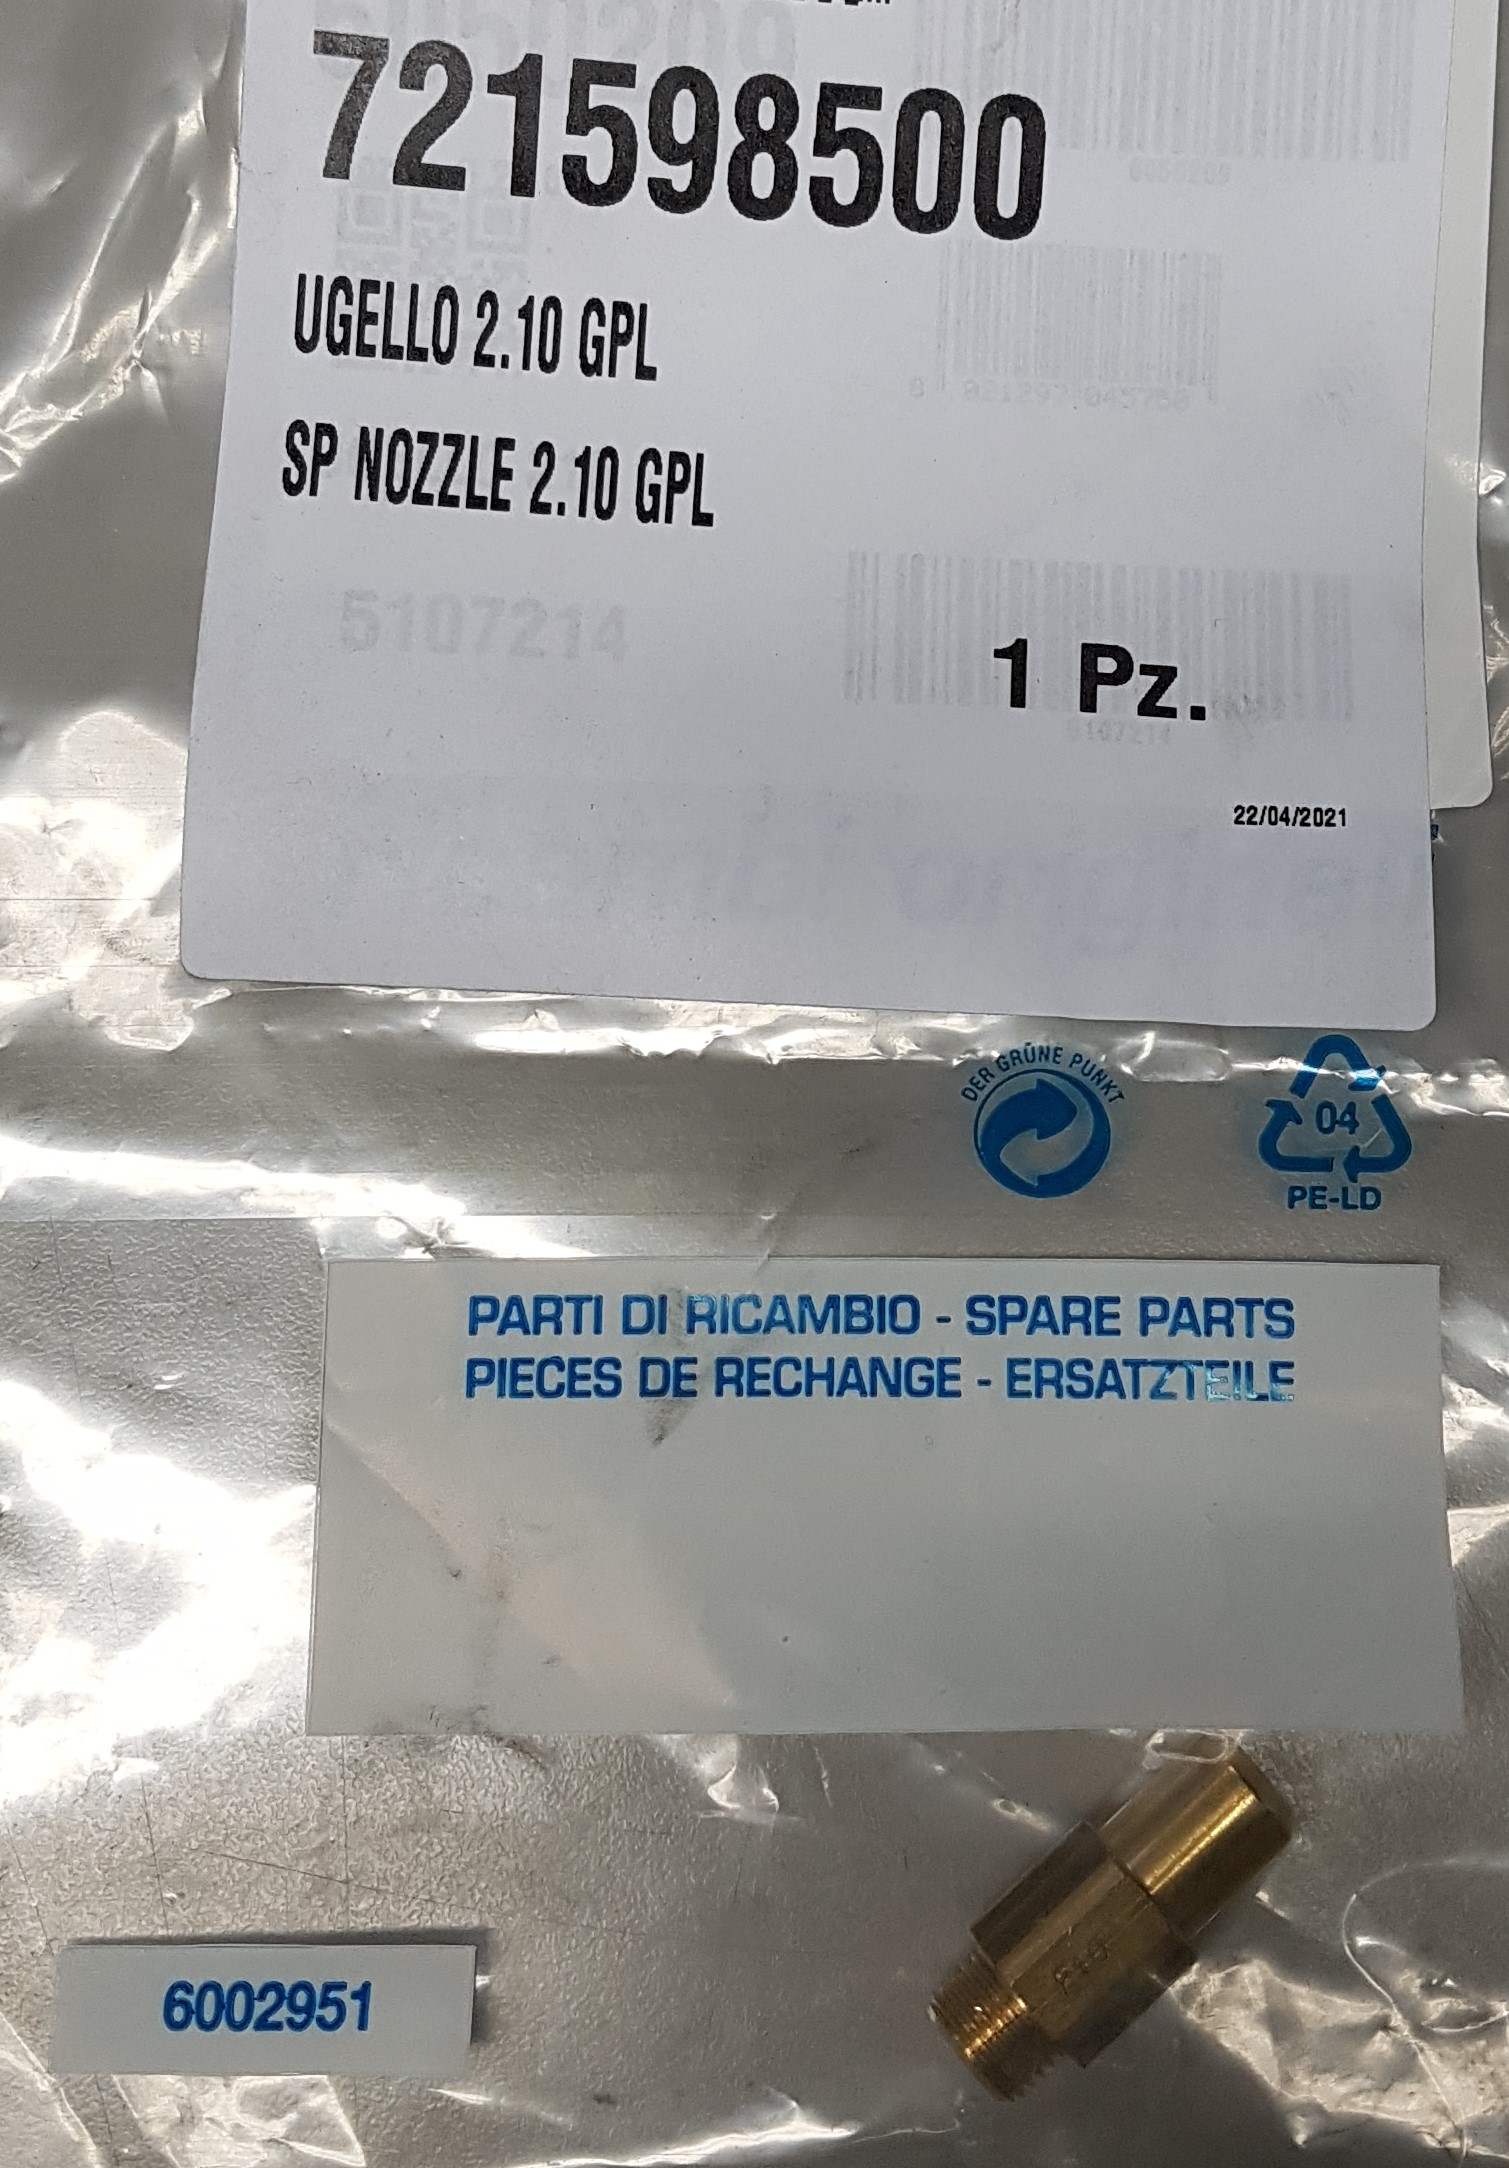 721598500
UGELLO 2.10 GPL
SP NOZZLE 2.10 GPL
5107214
1 Pz.
5107214
22/04/2021
DER GRÜNE PUNKT
04
PE-LD
PARTI DI RICAMBIO - SPARE PARTS
PIECES DE RECHANGE - ERSATZTEILE
6002951